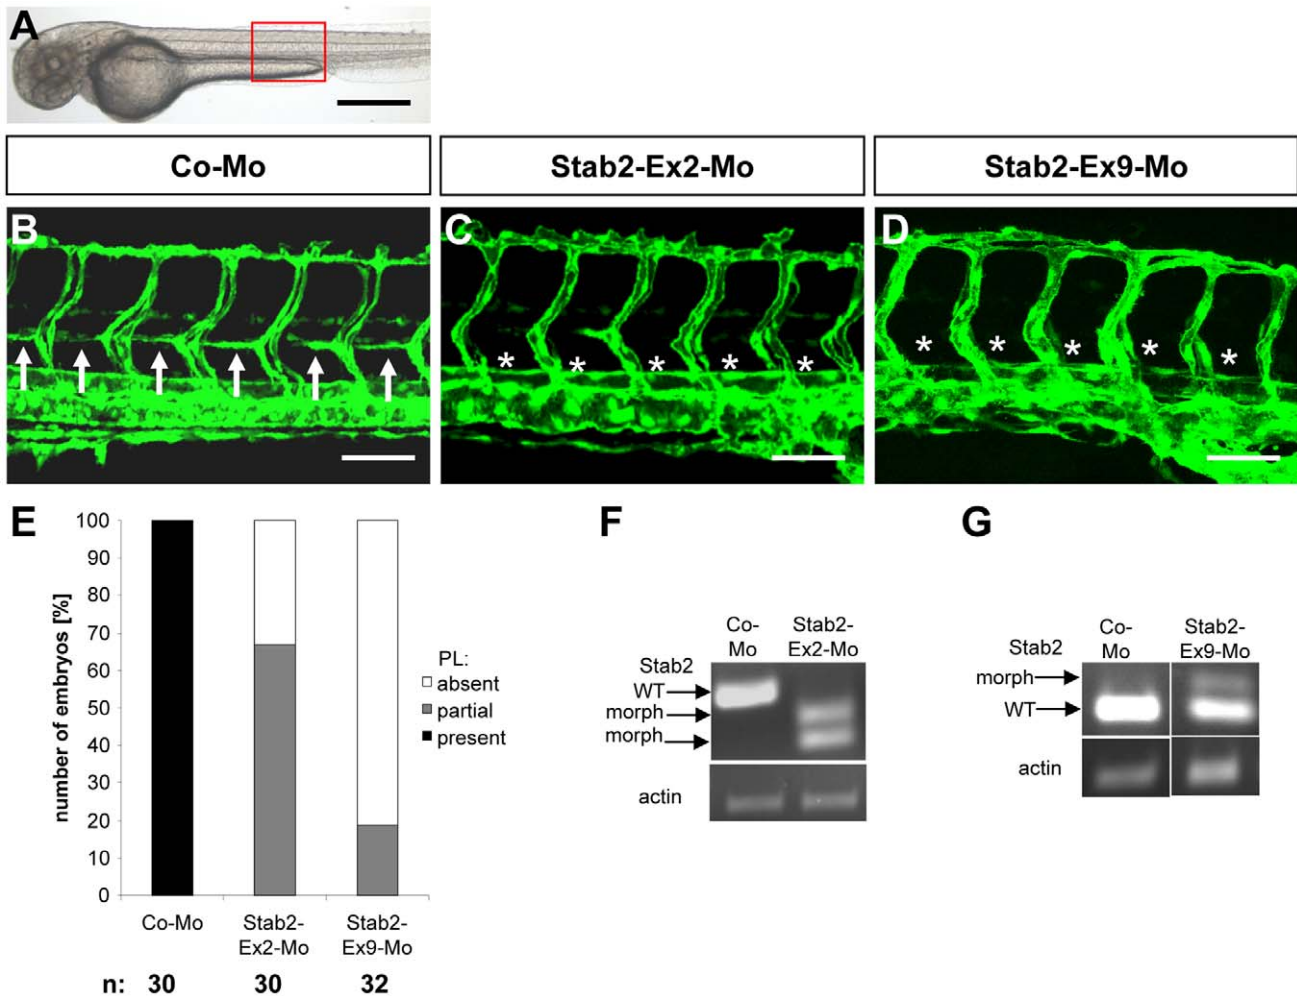 A
Co-Mo
Stab2-Ex2-Mo
Stab2-Ex9-Mo
B
C
D
* * * * *
* * * * *
E
100
90
80
70
60
50
40
30
20
10
0
number of embryos [%]
PL:
absent
partial
present
Co-Mo
Stab2-
Ex2-Mo
Stab2-
Ex9-Mo
n: 30 30 32
F
Co-
Mo
Stab2-
Ex2-Mo
Stab2
WT
morph
morph
actin
G
Co-
Mo
Stab2-
Ex9-Mo
Stab2
morph
WT
actin